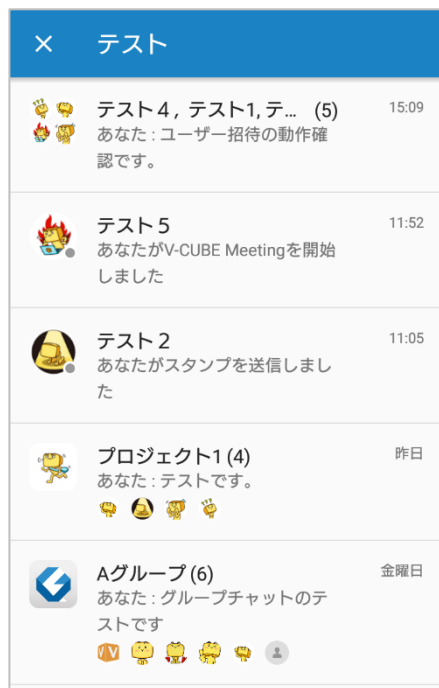 × テスト
テスト４, テスト1, テ... (5) 15:09
あなた : ユーザー招待の動作確
認です。
テスト５ 11:52
あなたがV-CUBE Meetingを開始
しました
テスト２ 11:05
あなたがスタンプを送信しまし
た
プロジェクト1 (4) 昨日
あなた : テストです。
Aグループ (6) 金曜日
あなた : グループチャットのテ
ストです